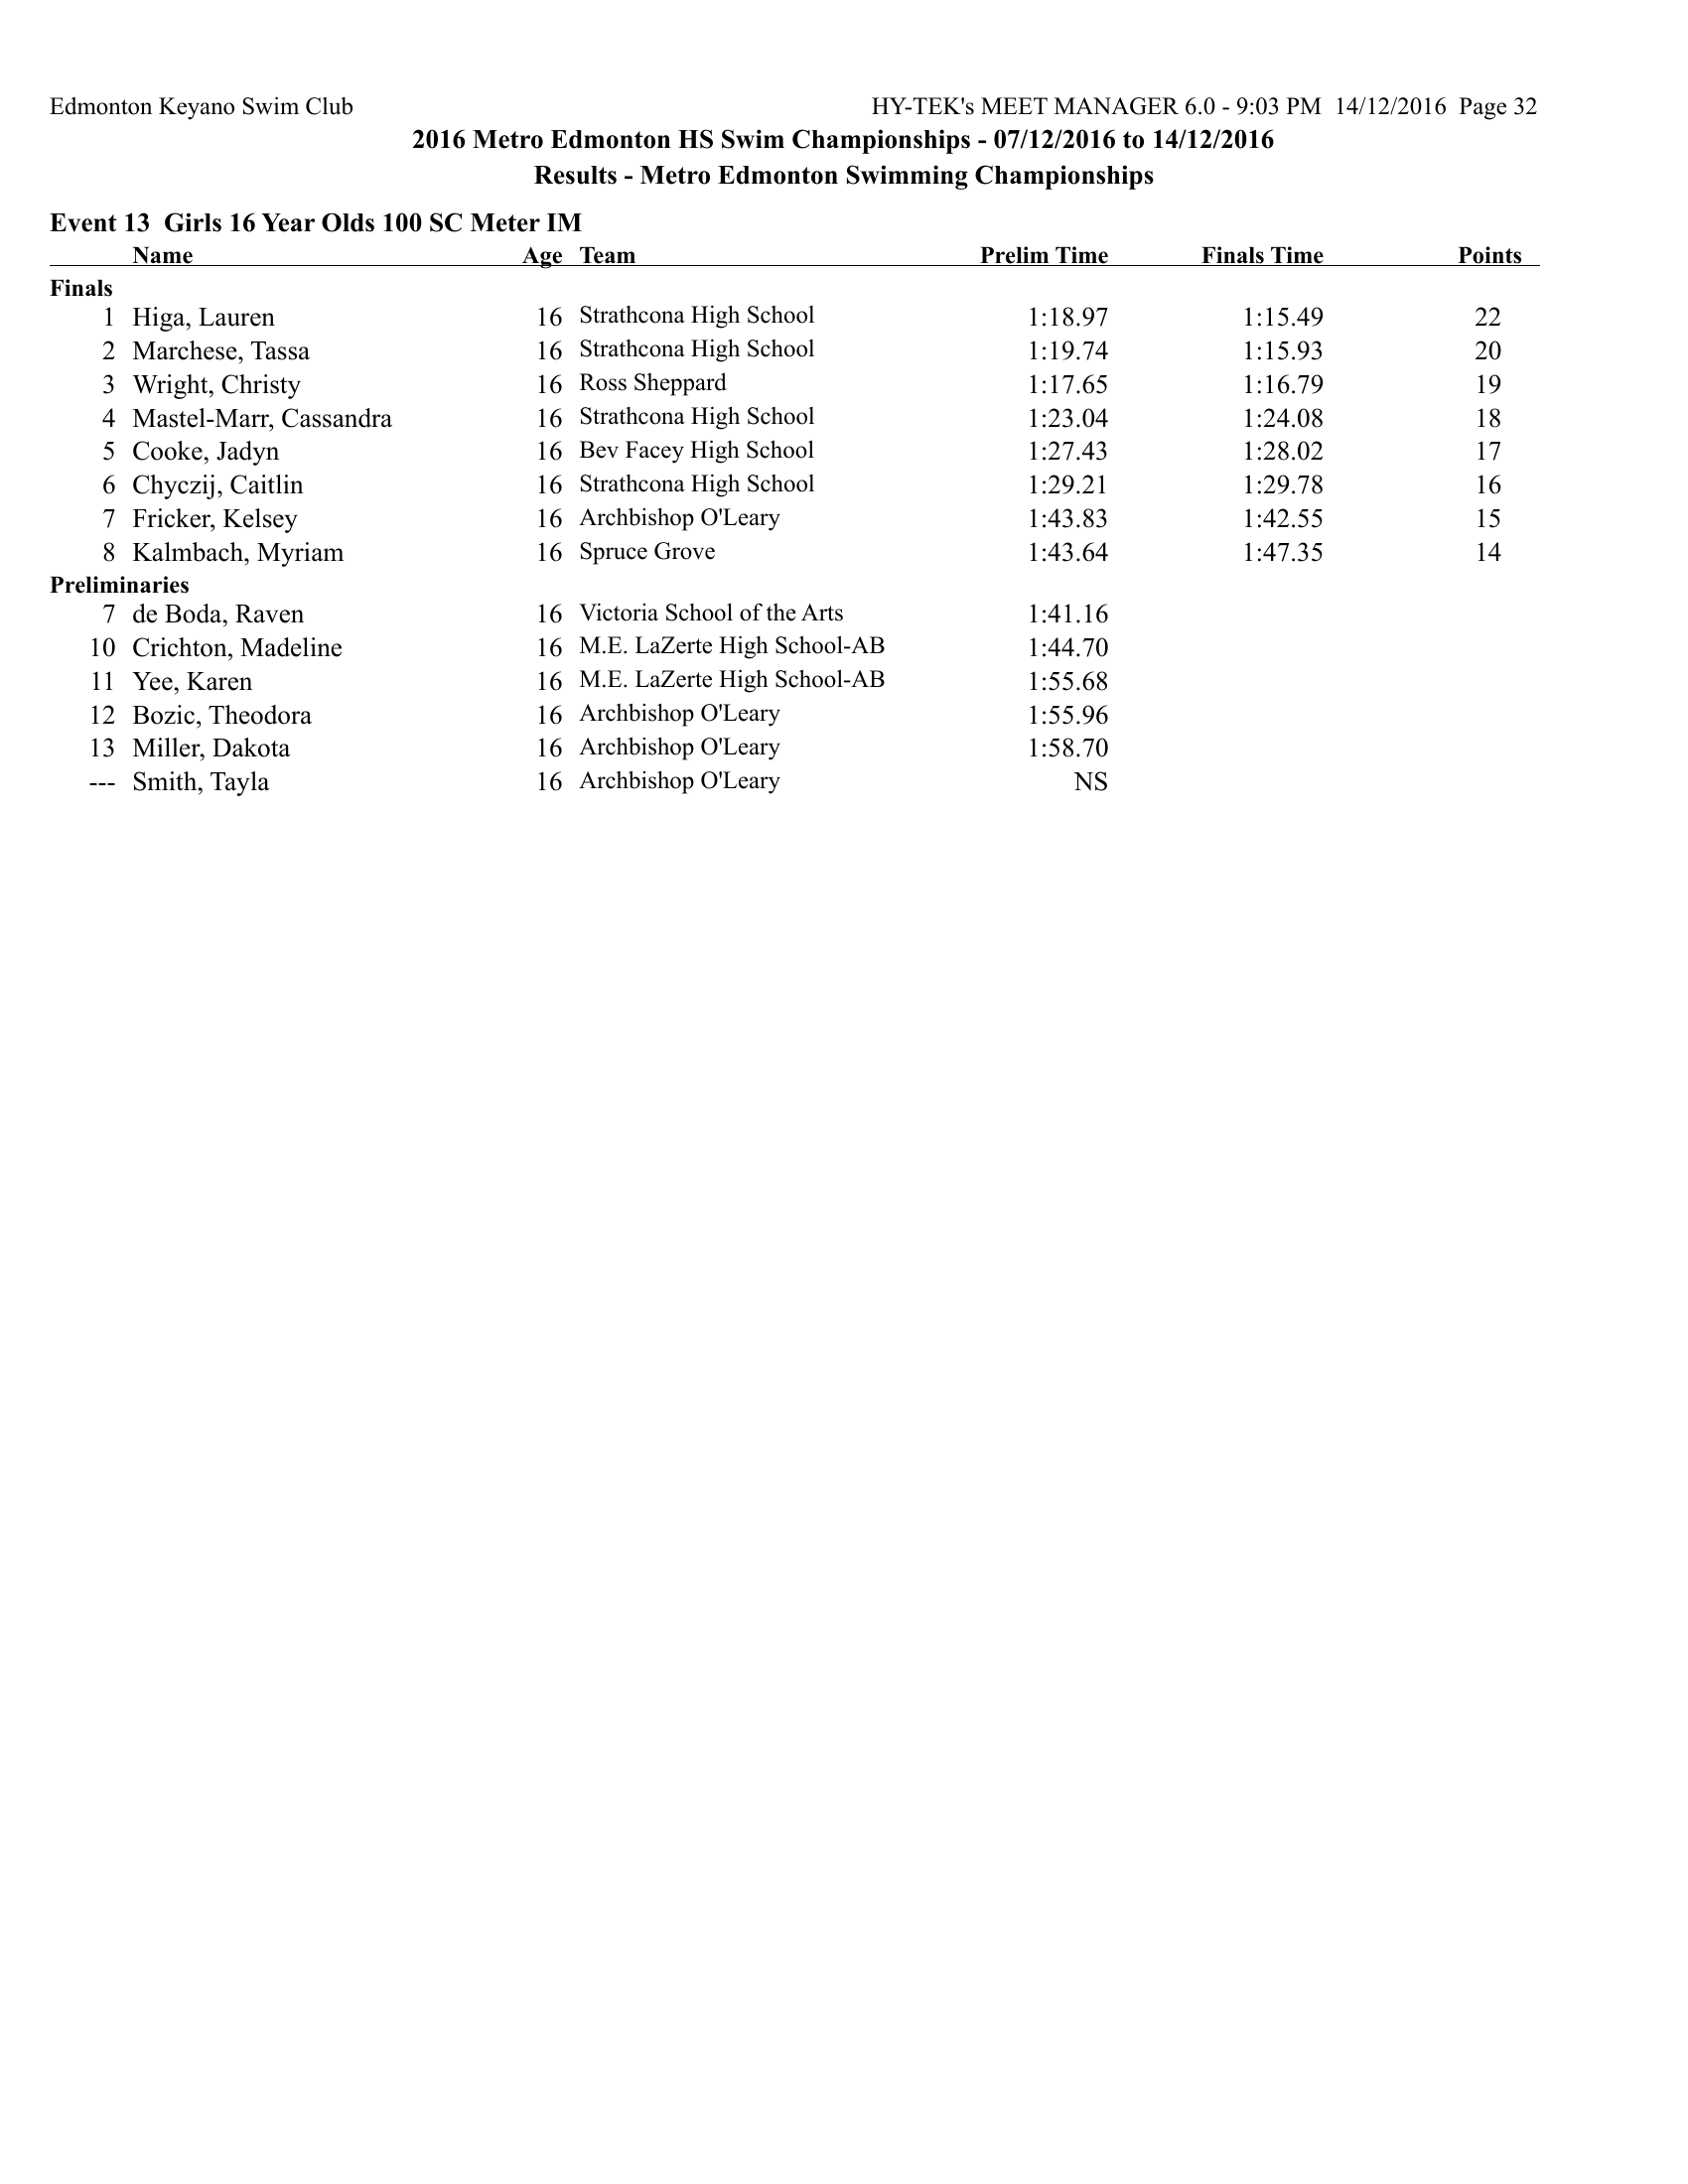 Edmonton Keyano Swim Club HY-TEK's MEET MANAGER 6.0 - 9:03 PM 14/12/2016 Page 32
2016 Metro Edmonton HS Swim Championships - 07/12/2016 to 14/12/2016
Results - Metro Edmonton Swimming Championships
Event 13 Girls 16 Year Olds 100 SC Meter IM
Name Age Team Prelim Time Finals Time Points
Finals
1 Higa, Lauren 16 Strathcona High School 1:18.97 1:15.49 22
2 Marchese, Tassa 16 Strathcona High School 1:19.74 1:15.93 20
3 Wright, Christy 16 Ross Sheppard 1:17.65 1:16.79 19
4 Mastel-Marr, Cassandra 16 Strathcona High School 1:23.04 1:24.08 18
5 Cooke, Jadyn 16 Bev Facey High School 1:27.43 1:28.02 17
6 Chyczij, Caitlin 16 Strathcona High School 1:29.21 1:29.78 16
7 Fricker, Kelsey 16 Archbishop O'Leary 1:43.83 1:42.55 15
8 Kalmbach, Myriam 16 Spruce Grove 1:43.64 1:47.35 14
Preliminaries
7 de Boda, Raven 16 Victoria School of the Arts 1:41.16
10 Crichton, Madeline 16 M.E. LaZerte High School-AB 1:44.70
11 Yee, Karen 16 M.E. LaZerte High School-AB 1:55.68
12 Bozic, Theodora 16 Archbishop O'Leary 1:55.96
13 Miller, Dakota 16 Archbishop O'Leary 1:58.70
--- Smith, Tayla 16 Archbishop O'Leary NS